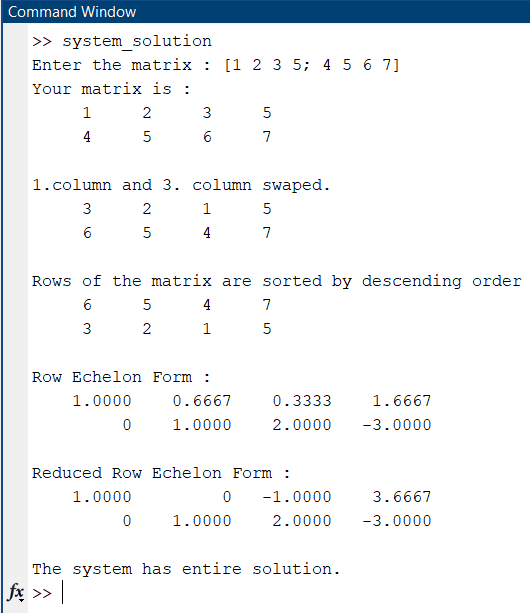 Command Window
>> system_solution
Enter the matrix : [1 2 3 5; 4 5 6 7]
Your matrix is :
1 2 3 5
4 5 6 7
1.column and 3. column swaped.
3 2 1 5
6 5 4 7
Rows of the matrix are sorted by descending order
6 5 4 7
3 2 1 5
Row Echelon Form :
1.0000 0.6667 0.3333 1.6667
0 1.0000 2.0000 -3.0000
Reduced Row Echelon Form :
1.0000 0 -1.0000 3.6667
0 1.0000 2.0000 -3.0000
The system has entire solution.
fx >>